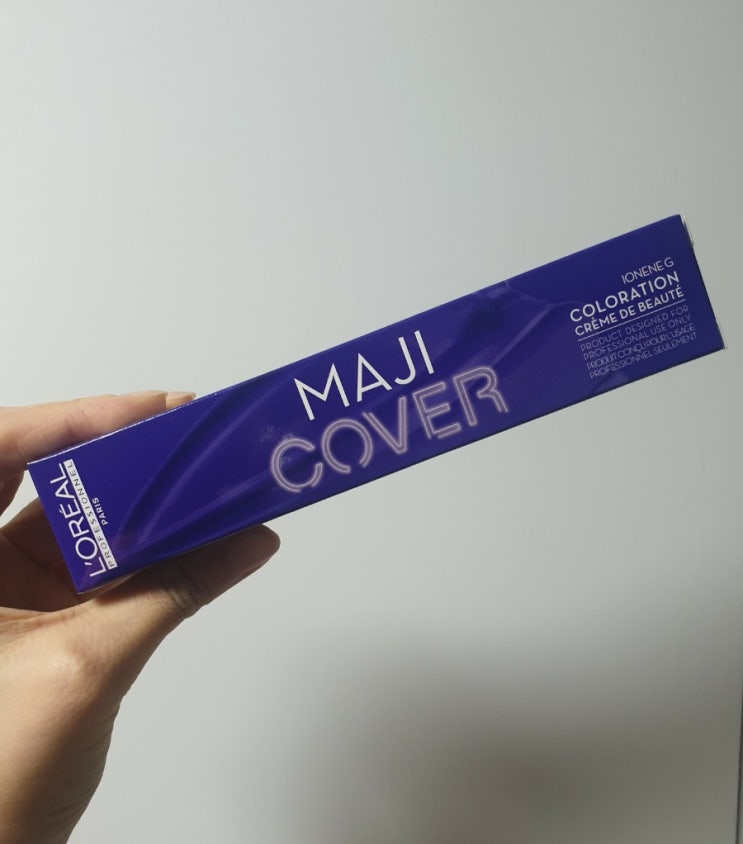 L'ORÉAL
PROFESSIONNEL
PARIS
MAJI
COVER
IONENE G
COLORATION
CRÈME DE BEAUTÉ
PRODUCT DESIGNED FOR
PROFESSIONAL USE ONLY
PRODUIT CONÇU POUR L'USAGE
PROFESSIONNEL SEULEMENT